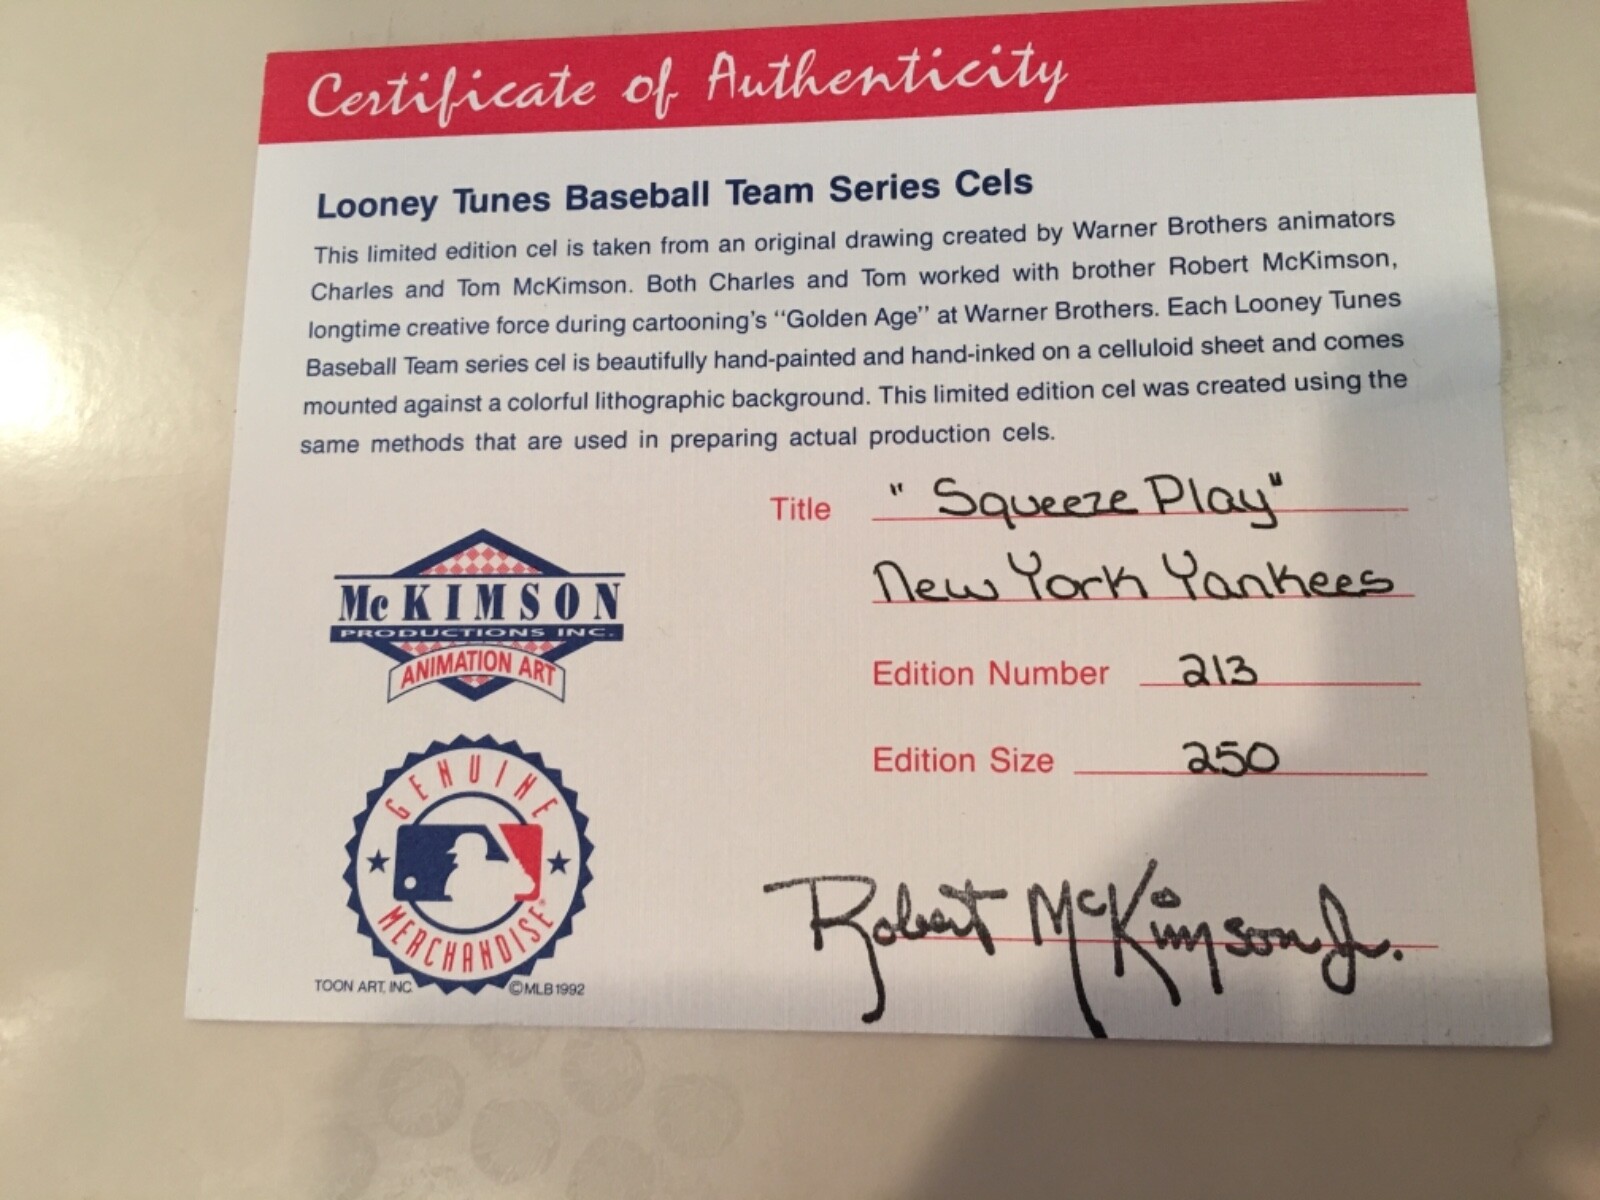 Certificate of Authenticity
Looney Tunes Baseball Team Series Cels
This limited edition cel is taken from an original drawing created by Warner Brothers animators
Charles and Tom McKimson. Both Charles and Tom worked with brother Robert McKimson,
longtime creative force during cartooning's "Golden Age" at Warner Brothers. Each Looney Tunes
Baseball Team series cel is beautifully hand-painted and hand-inked on a celluloid sheet and comes
mounted against a colorful lithographic background. This limited edition cel was created using the
same methods that are used in preparing actual production cels.
Title "Squeeze Play"
New York Yankees
Edition Number 213
Edition Size 250
Robert McKimson Jr.
McKIMSON
PRODUCTIONS INC.
ANIMATION ART
GENUINE
MERCHANDISE
TOON ART, INC. ©MLB 1992